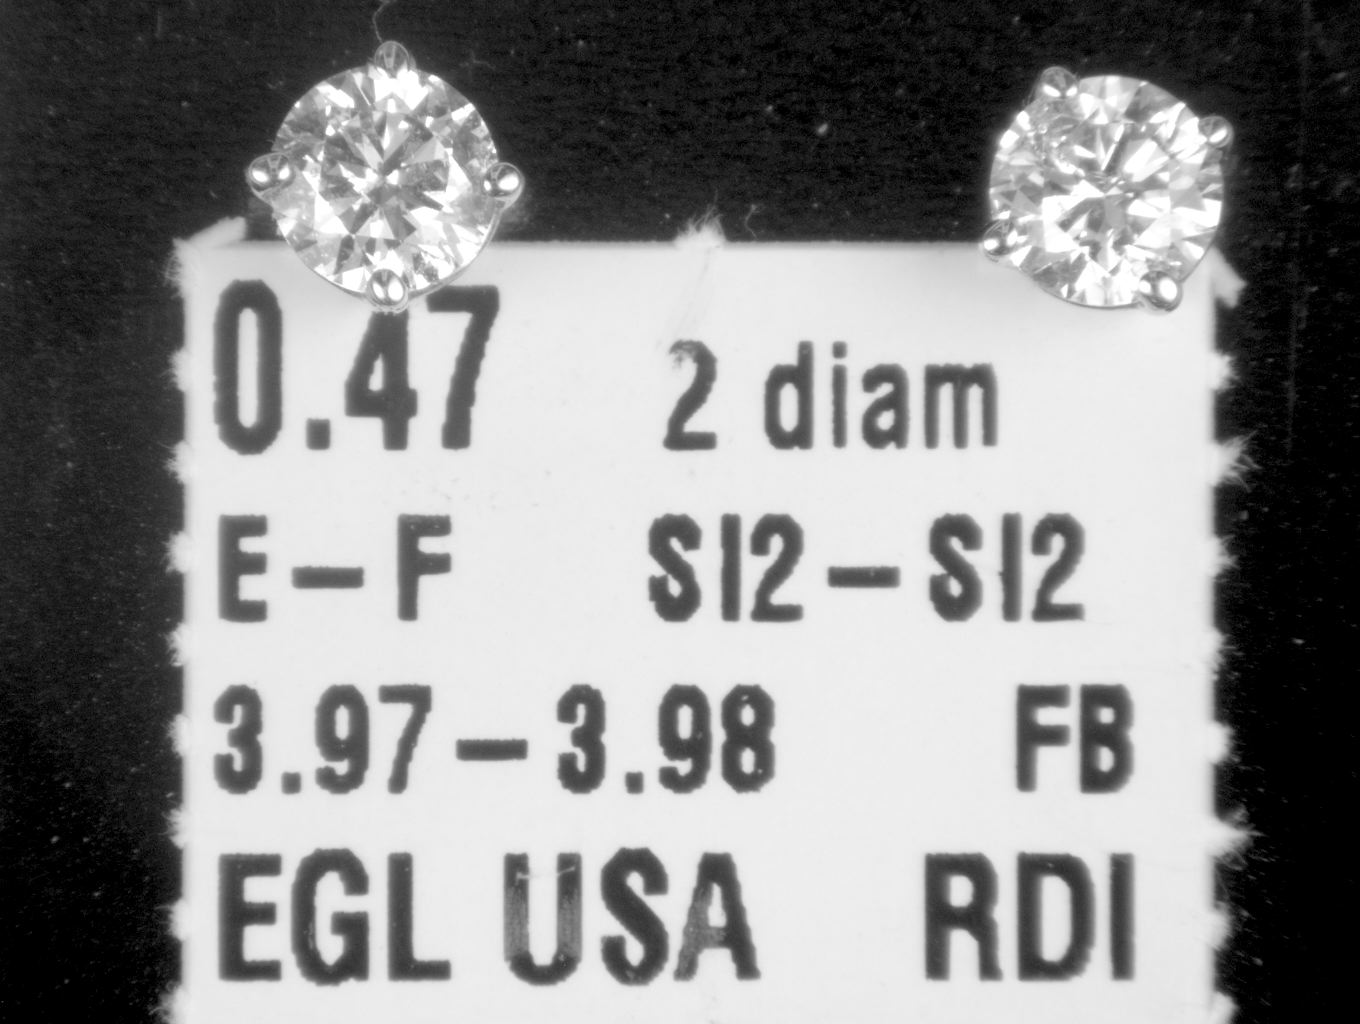 0.47 2 diam
E-F SI2-SI2
3.97-3.98 FB
EGL USA RDI